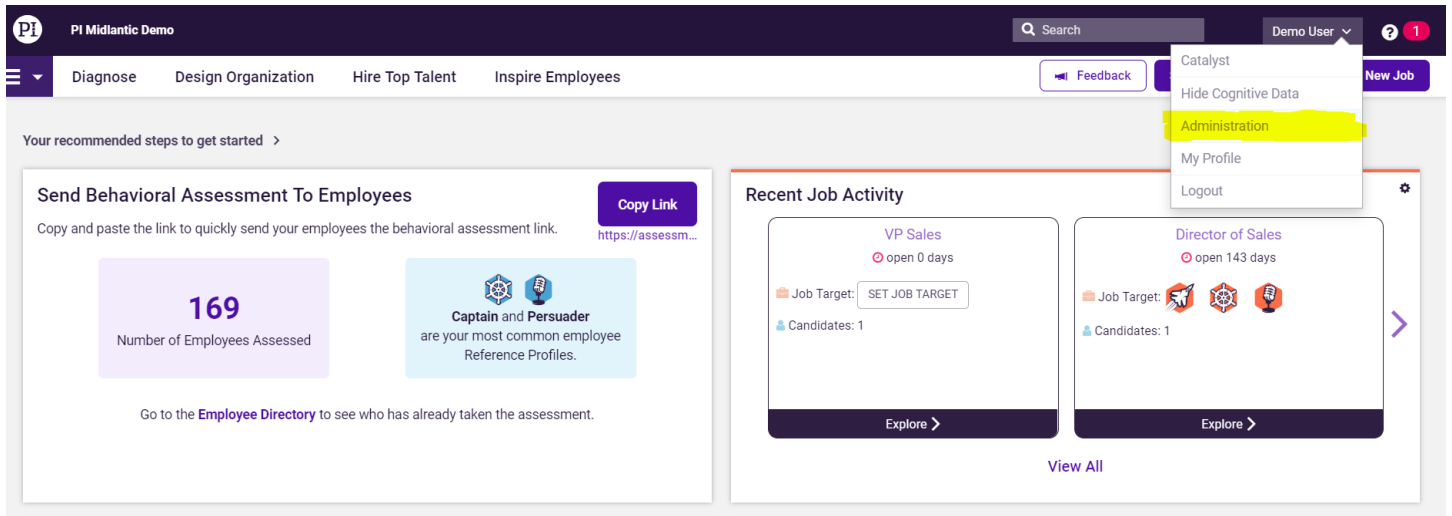 PI
PI Midlantic Demo
Search
Demo User
?
1
Diagnose
Design Organization
Hire Top Talent
Inspire Employees
Feedback
New Job
Catalyst
Hide Cognitive Data
Administration
My Profile
Logout
Your recommended steps to get started
Send Behavioral Assessment To Employees
Copy Link
Copy and paste the link to quickly send your employees the behavioral assessment link.
https://assessm...
169
Number of Employees Assessed
Captain and Persuader
are your most common employee
Reference Profiles.
Go to the Employee Directory to see who has already taken the assessment.
Recent Job Activity
VP Sales
open 0 days
Job Target: SET JOB TARGET
Candidates: 1
Explore
Director of Sales
open 143 days
Job Target:
Candidates: 1
Explore
View All